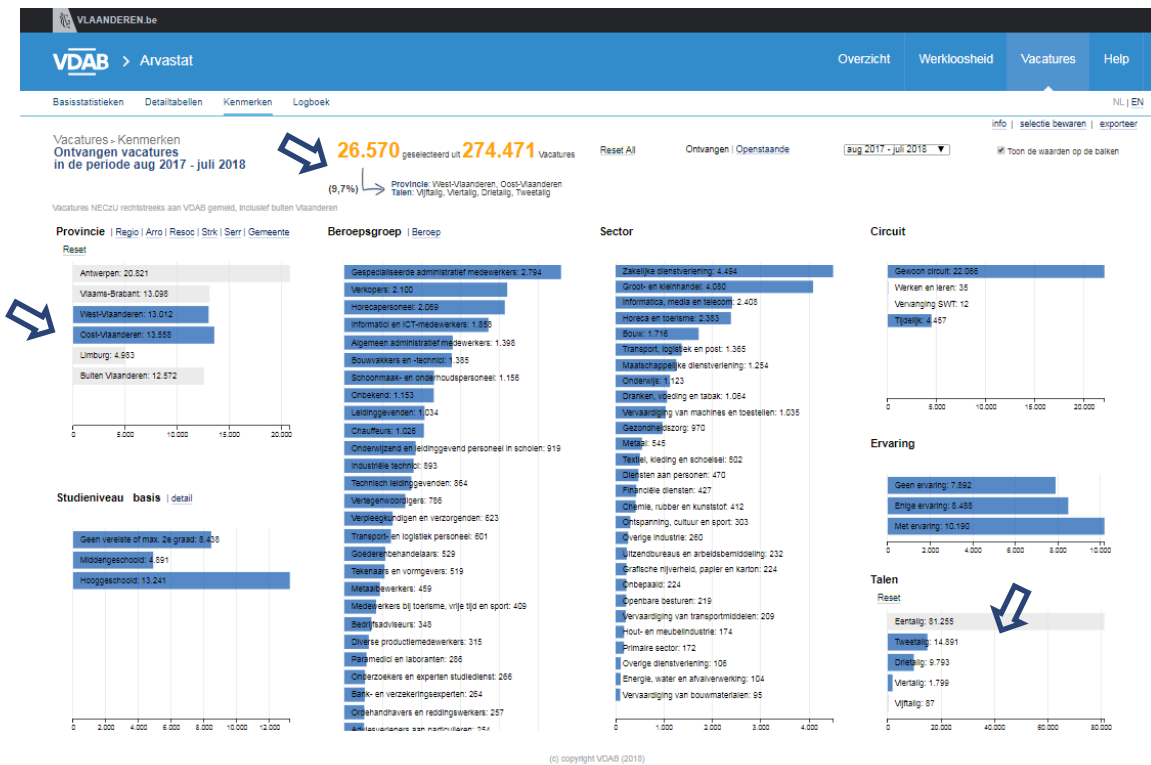 VLAANDEREN.be
VDAB > Arvastat
Overzicht Werkloosheid Vacatures Help
Basisstatistieken Detailtabellen Kenmerken Logboek
NL | EN
info | selectie bewaren | exporteer
Vacatures > Kenmerken
Ontvangen vacatures
in de periode aug 2017 - juli 2018
26.570 geselecteerd uit 274.471 Vacatures
Reset All
Ontvangen | Openstaande
aug 2017 - juli 2018 ▼
Toon de waarden op de balken
(9,7%)
Provincie: West-Vlaanderen, Oost-Vlaanderen
Talen: Vijftalig, Viertalig, Drietalig, Tweetalig
Vacatures NECzU rechtstreeks aan VDAB gemeld, inclusief buiten Vlaanderen
Provincie | Regio | Arro | Resoc | Strk | Serr | Gemeente
Reset
Antwerpen: 20.821
Vlaams-Brabant: 13.098
West-Vlaanderen: 13.012
Oost-Vlaanderen: 13.558
Limburg: 4.983
Buiten Vlaanderen: 12.572
0 5.000 10.000 15.000 20.000
Studieniveau basis | detail
Geen vereiste of max. 2e graad: 8.438
Middengeschoold: 4.891
Hooggeschoold: 13.241
0 2.000 4.000 6.000 8.000 10.000 12.000
Beroepsgroep | Beroep
Gespecialiseerde administratief medewerkers: 2.794
Verkopers: 2.100
Horecapersoneel: 2.069
Informatici en ICT-medewerkers: 1.858
Algemeen administratief medewerkers: 1.398
Bouwvakkers en -technici: 1.385
Schoonmaak- en onderhoudspersoneel: 1.156
Onbekend: 1.153
Leidinggevenden: 1.034
Chauffeurs: 1.026
Onderwijzend en leidinggevend personeel in scholen: 919
Industriële technici: 893
Technisch leidinggevenden: 864
Vertegenwoordigers: 786
Verpleegkundigen en verzorgenden: 623
Transport- en logistiek personeel: 601
Goederenbehandelaars: 529
Tekenaars en vormgevers: 519
Metaalbewerkers: 459
Medewerkers bij toerisme, vrije tijd en sport: 409
Bedrijfsadviseurs: 348
Diverse productiemedewerkers: 315
Paramedici en laboranten: 286
Onderzoekers en experten studiedienst: 266
Bank- en verzekeringsexperten: 264
Ordehandhavers en reddingswerkers: 257
Adviesverleners aan particulieren: 254
Sector
Zakelijke dienstverlening: 4.494
Groot- en kleinhandel: 4.080
Informatica, media en telecom: 2.408
Horeca en toerisme: 2.383
Bouw: 1.716
Transport, logistiek en post: 1.365
Maatschappelijke dienstverlening: 1.254
Onderwijs: 1.123
Dranken, voeding en tabak: 1.064
Vervaardiging van machines en toestellen: 1.035
Gezondheidszorg: 970
Metaal: 545
Textiel, kleding en schoeisel: 502
Diensten aan personen: 470
Financiële diensten: 427
Chemie, rubber en kunststof: 412
Ontspanning, cultuur en sport: 303
Overige industrie: 260
Uitzendbureaus en arbeidsbemiddeling: 232
Grafische nijverheid, papier en karton: 224
Onbepaald: 224
Openbare besturen: 219
Vervaardiging van transportmiddelen: 209
Hout- en meubelindustrie: 174
Primaire sector: 172
Overige dienstverlening: 106
Energie, water en afvalverwerking: 104
Vervaardiging van bouwmaterialen: 95
0 1.000 2.000 3.000 4.000
Circuit
Gewoon circuit: 22.066
Werken en leren: 35
Vervanging SWT: 12
Tijdelijk: 4.457
0 5.000 10.000 15.000 20.000
Ervaring
Geen ervaring: 7.892
Enige ervaring: 8.488
Met ervaring: 10.190
0 2.000 4.000 6.000 8.000 10.000
Talen
Reset
Eentalig: 81.255
Tweetalig: 14.891
Drietalig: 9.793
Viertalig: 1.799
Vijftalig: 87
0 20.000 40.000 60.000 80.000
(c) copyright VDAB (2018)